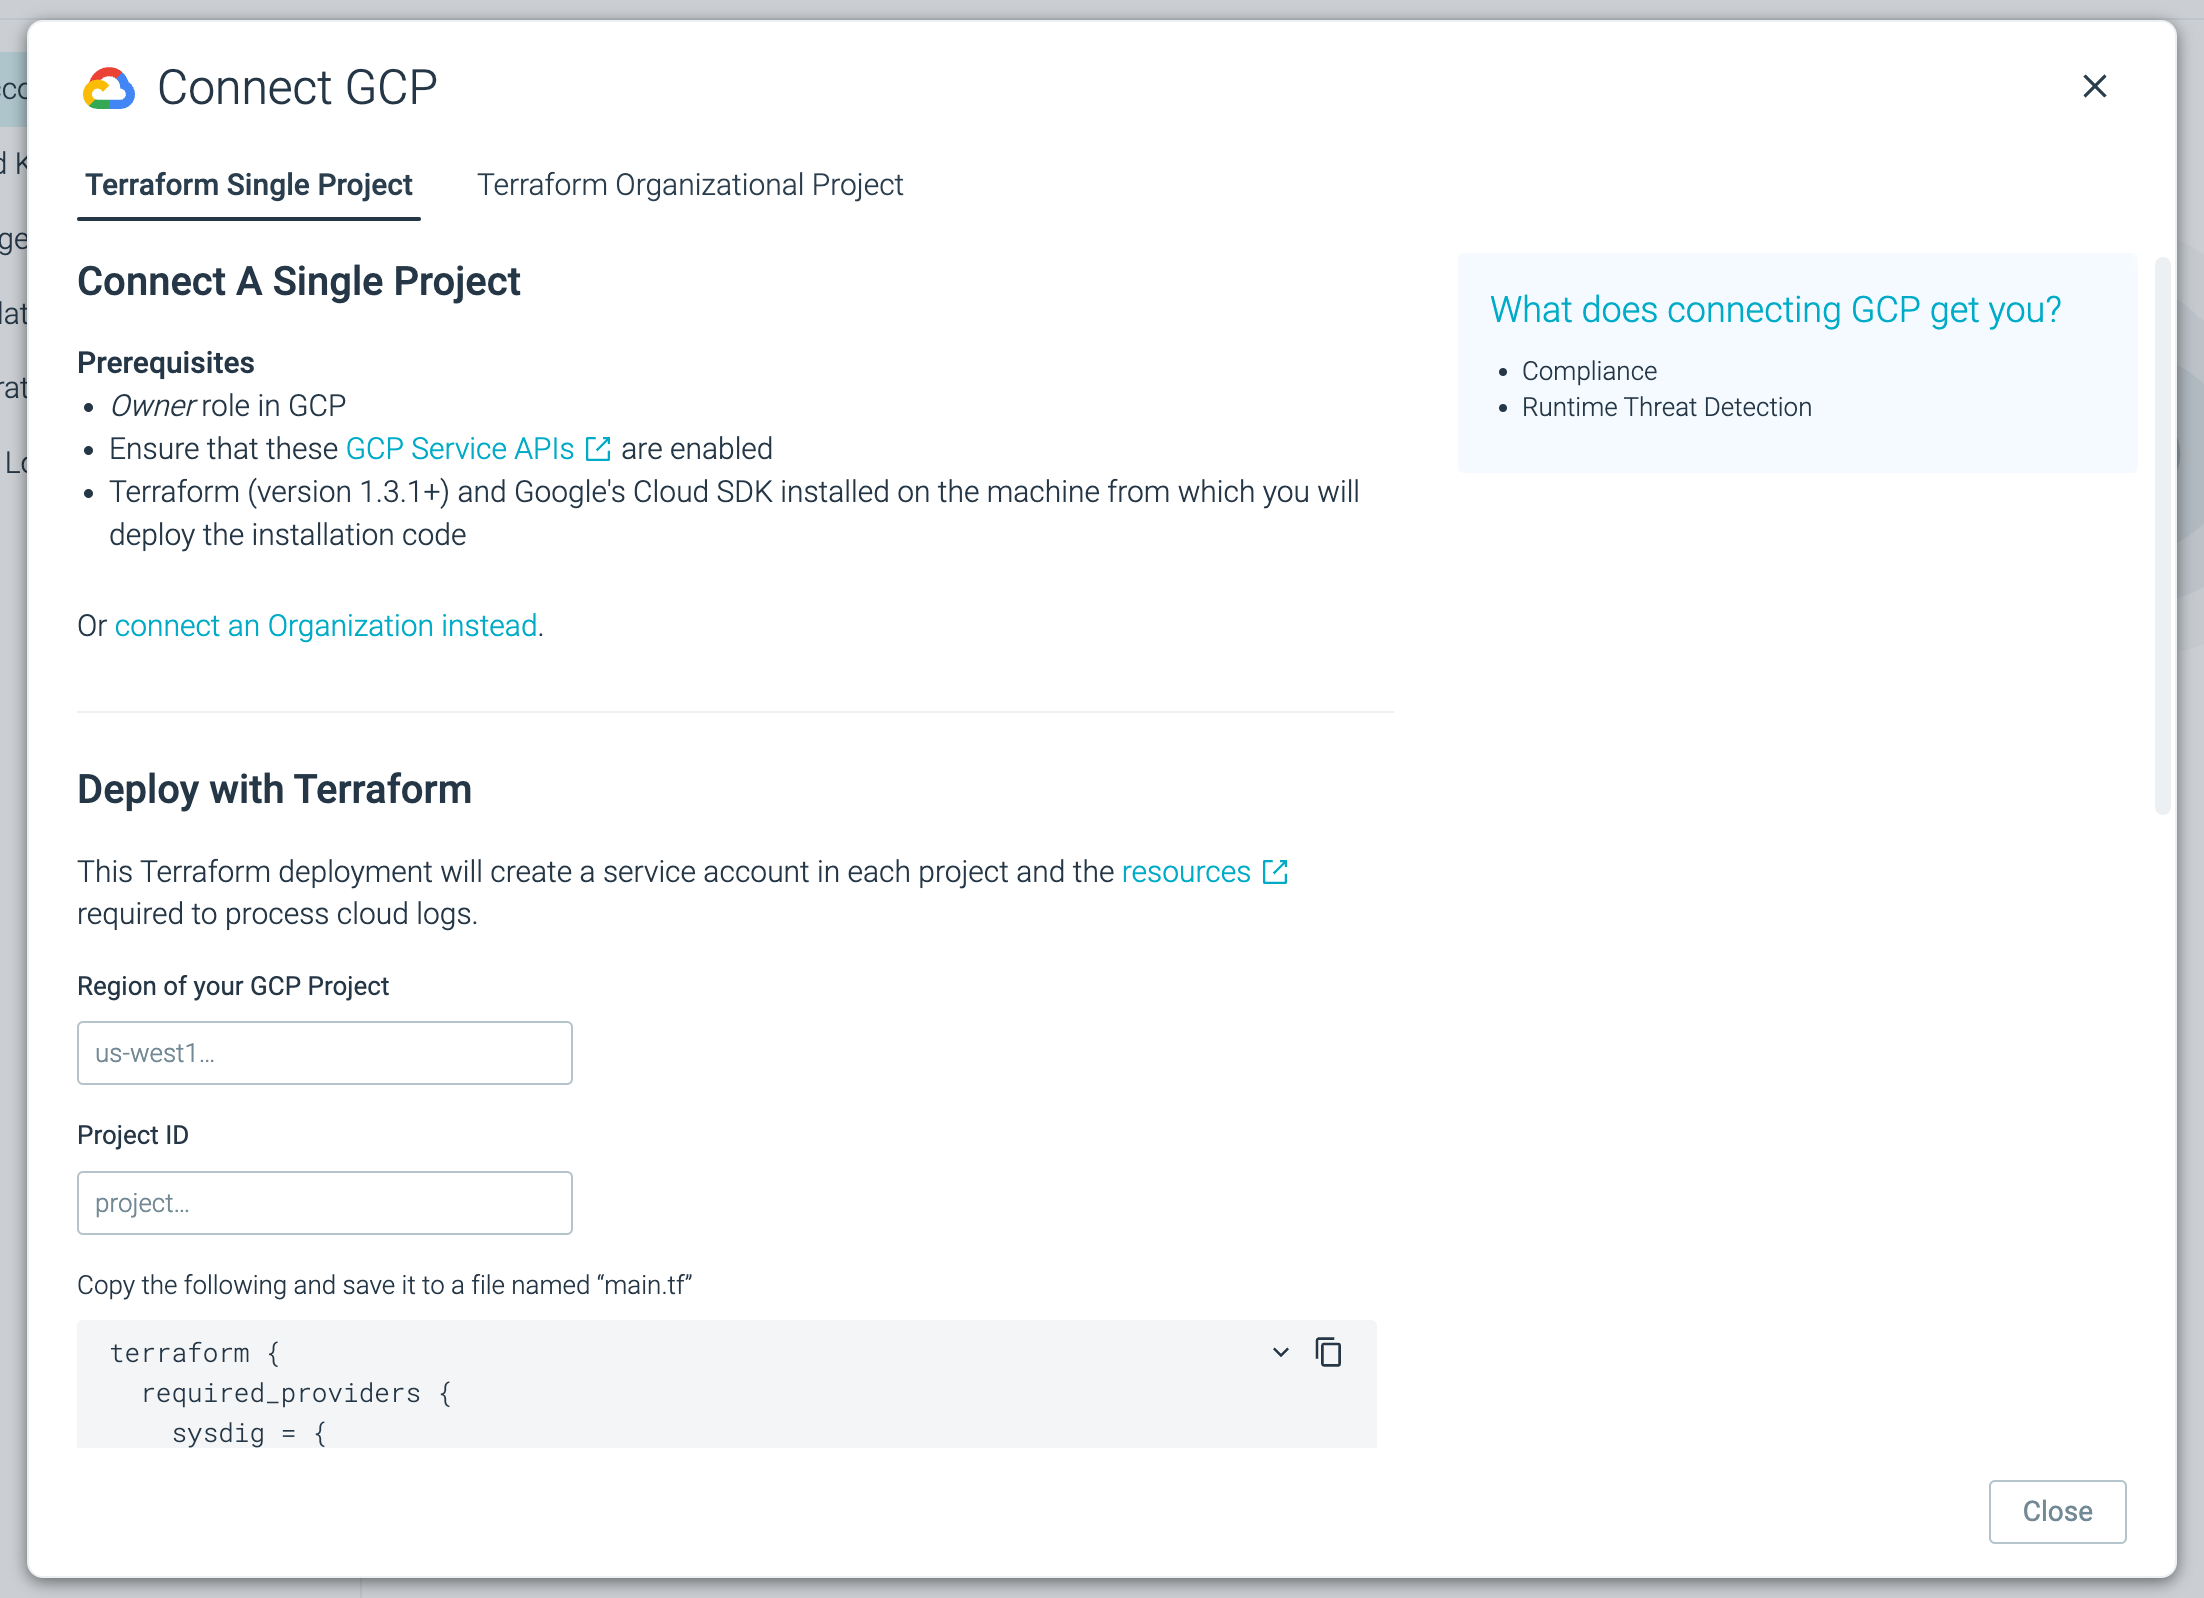 Connect GCP
Terraform Single Project
Terraform Organizational Project
Connect A Single Project
Prerequisites
• Owner role in GCP
• Ensure that these GCP Service APIs are enabled
• Terraform (version 1.3.1+) and Google's Cloud SDK installed on the machine from which you will
deploy the installation code
Or connect an Organization instead.
What does connecting GCP get you?
• Compliance
• Runtime Threat Detection
Deploy with Terraform
This Terraform deployment will create a service account in each project and the resources
required to process cloud logs.
Region of your GCP Project
us-west1...
Project ID
project...
Copy the following and save it to a file named “main.tf”
terraform {
  required_providers {
    sysdig = {
Close